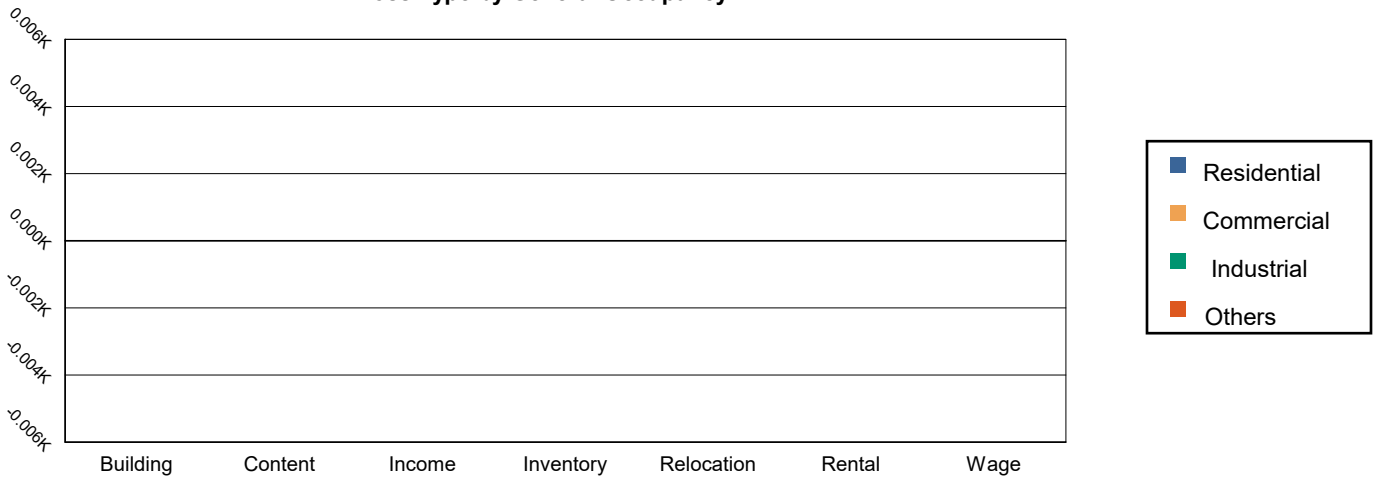 0.006K
0.004K
0.002K
0.000K
-0.002K
-0.004K
-0.006K
Building Content Income Inventory Relocation Rental Wage
Residential
Commercial
Industrial
Others